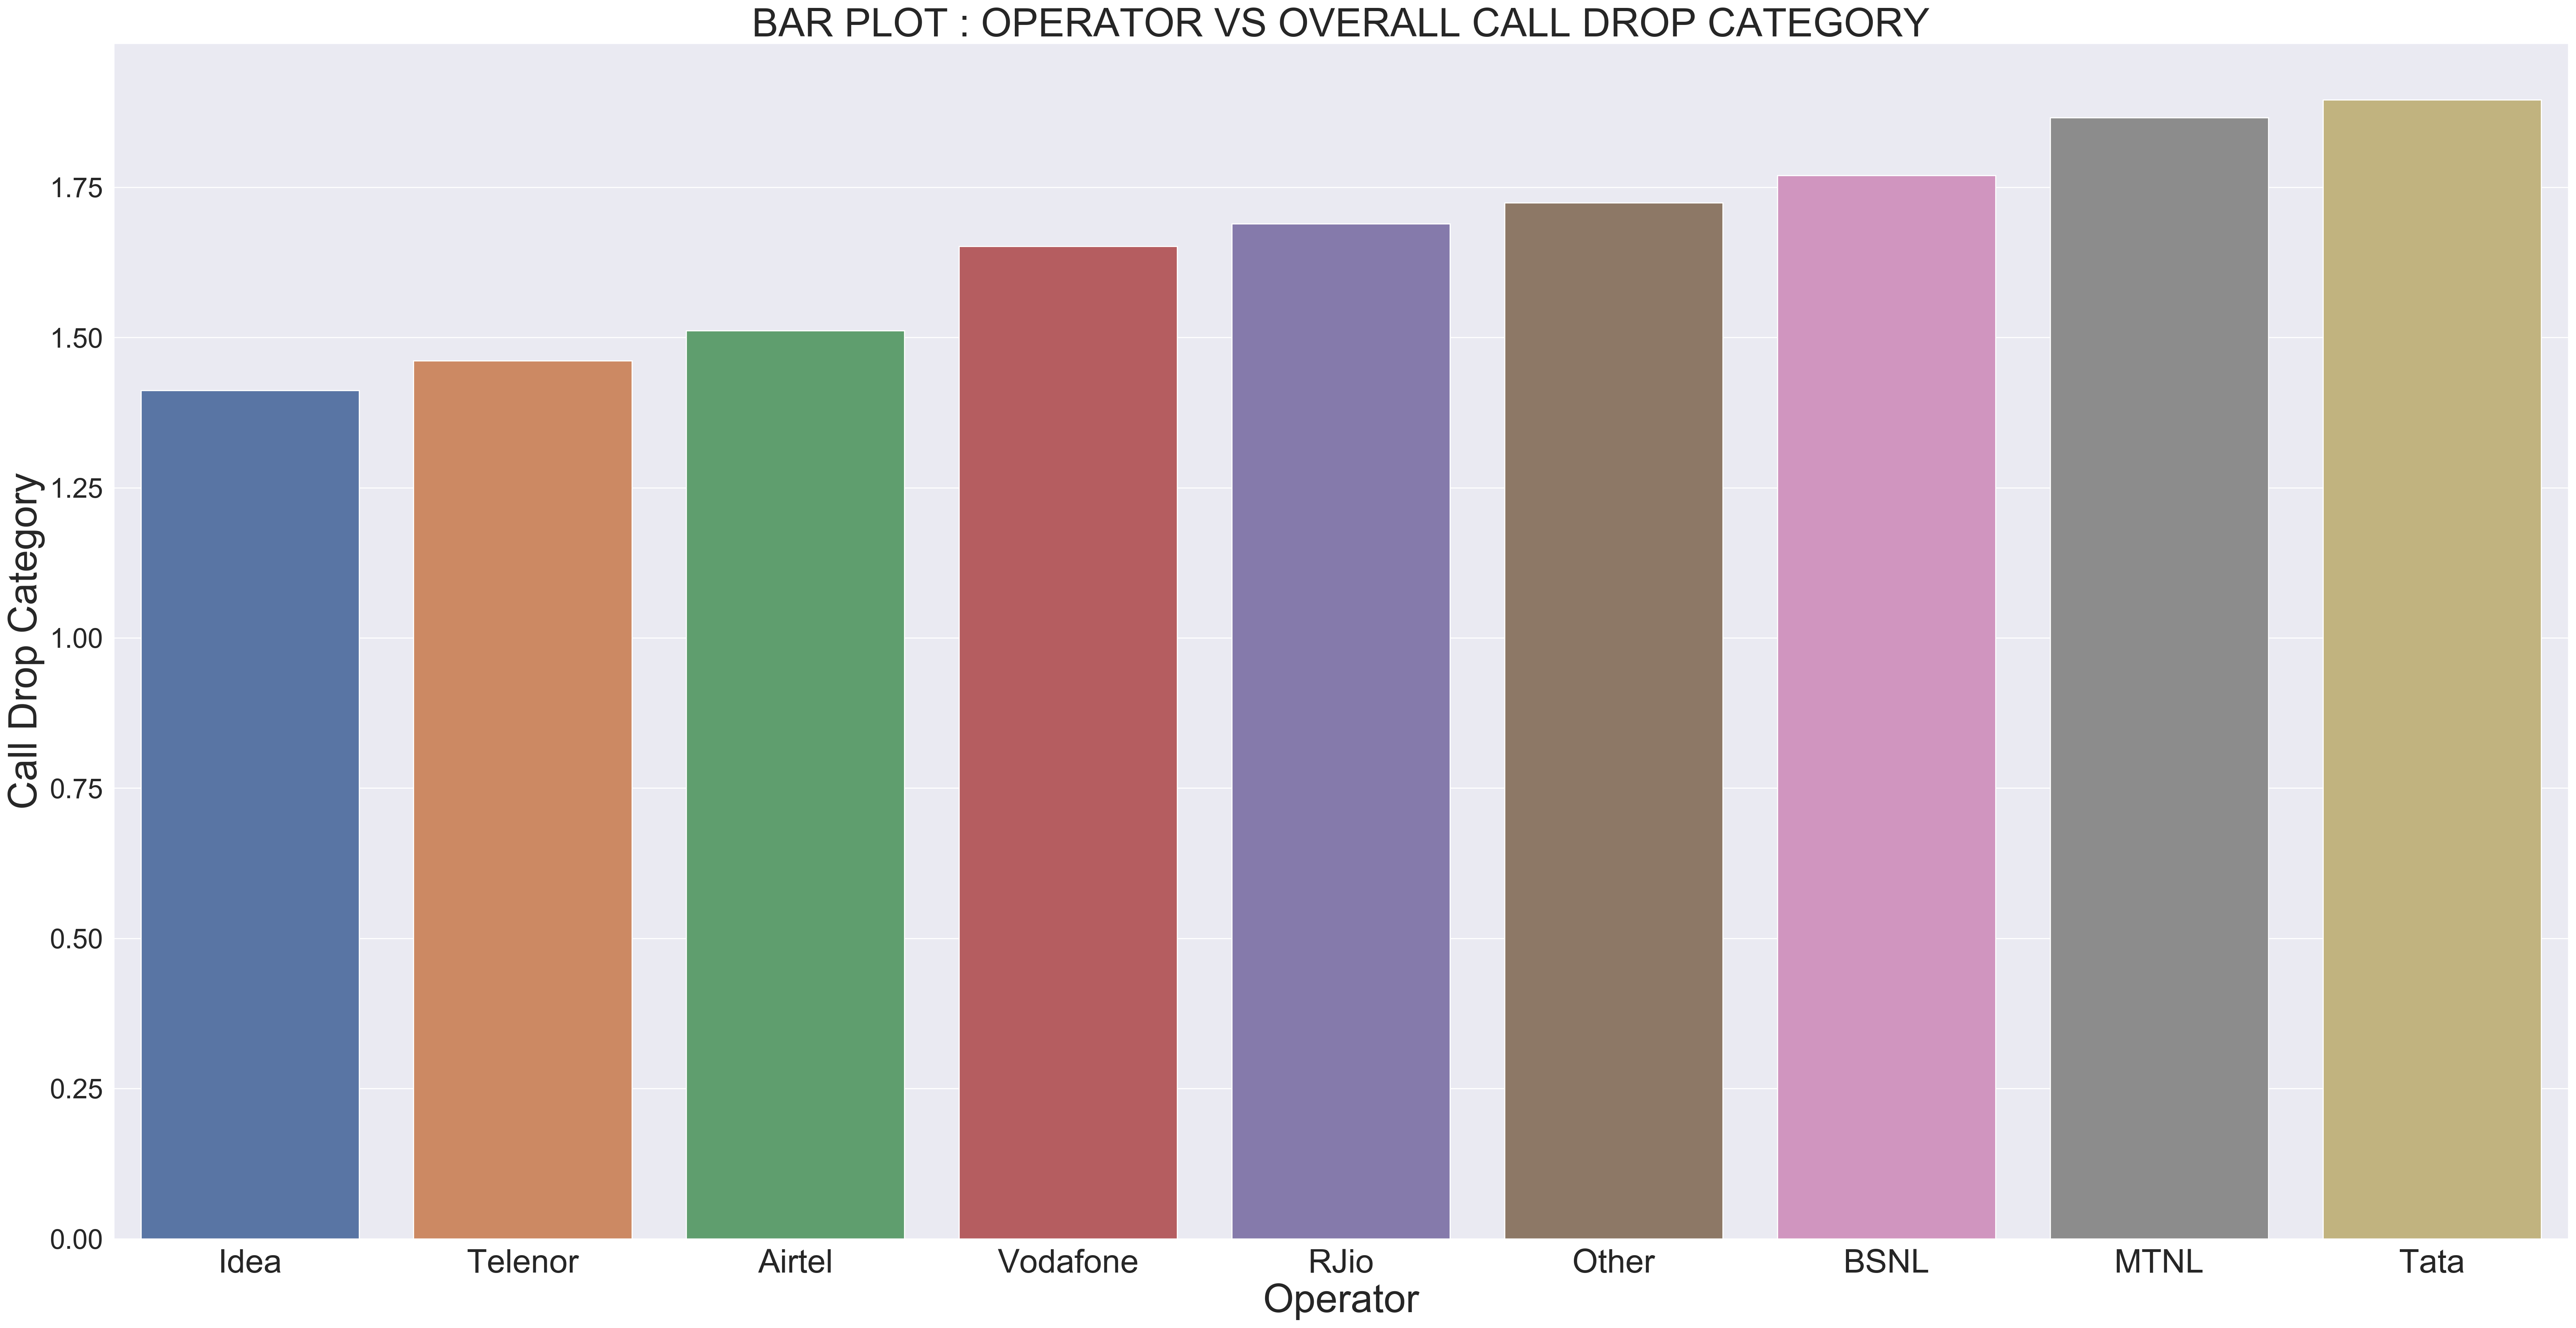 BAR PLOT : OPERATOR VS OVERALL CALL DROP CATEGORY
Call Drop Category
1.75
1.50
1.25
1.00
0.75
0.50
0.25
0.00
Idea Telenor Airtel Vodafone RJio Other BSNL MTNL Tata
Operator